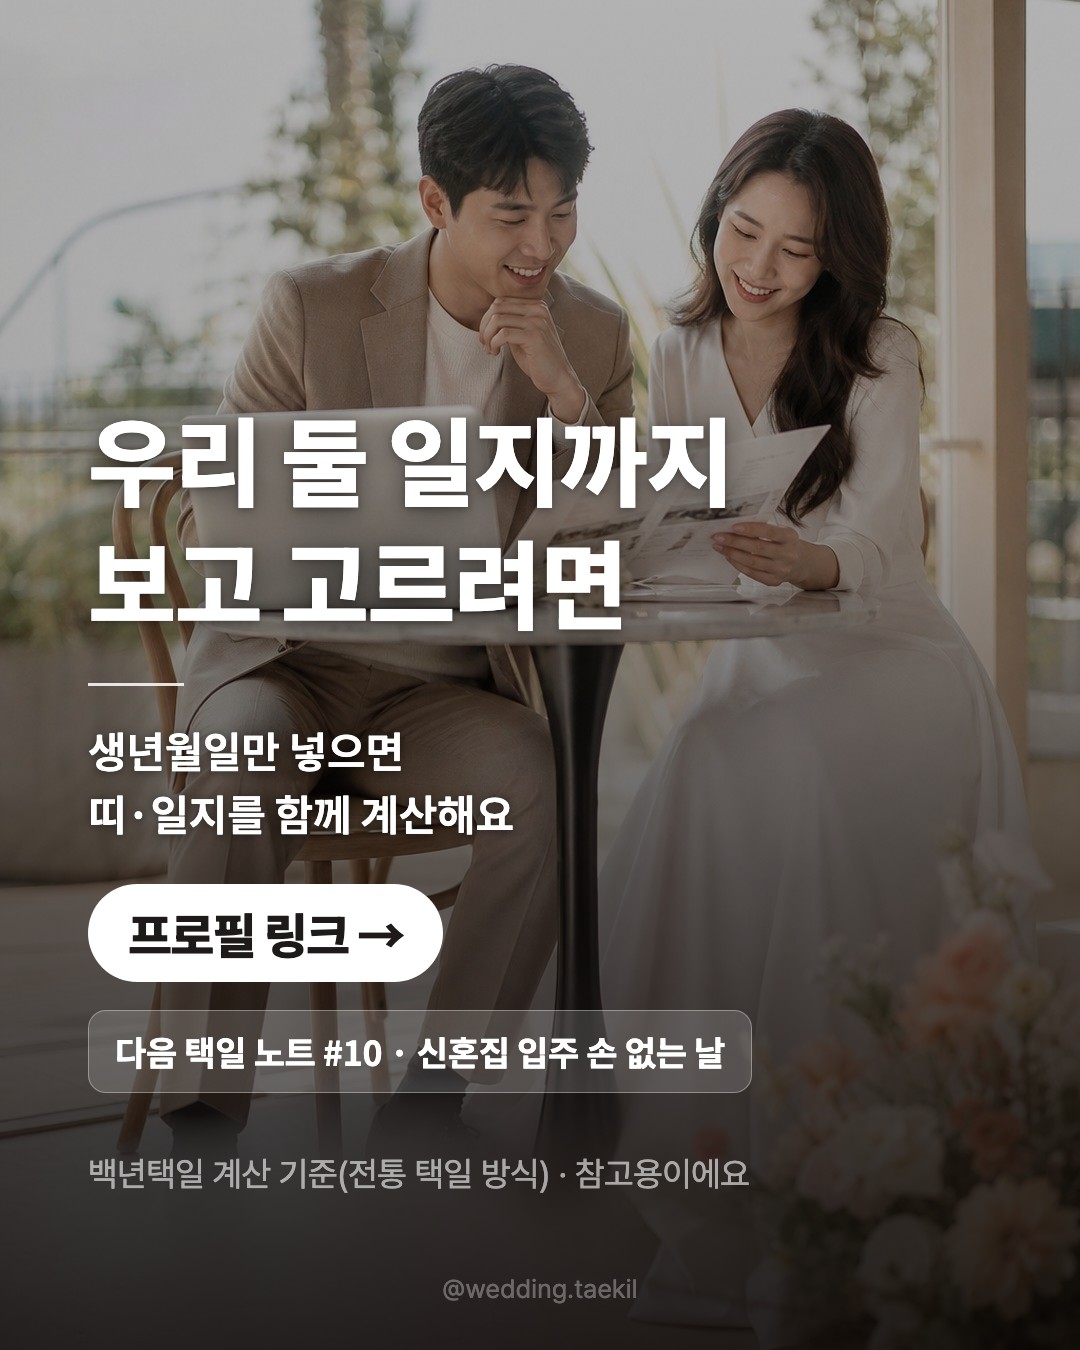 우리 둘 일지까지
보고 고르려면
생년월일만 넣으면
띠·일지를 함께 계산해요
프로필 링크 →
다음 택일 노트 #10 · 신혼집 입주 손 없는 날
백년택일 계산 기준(전통 택일 방식) · 참고용이에요
@wedding.taekil